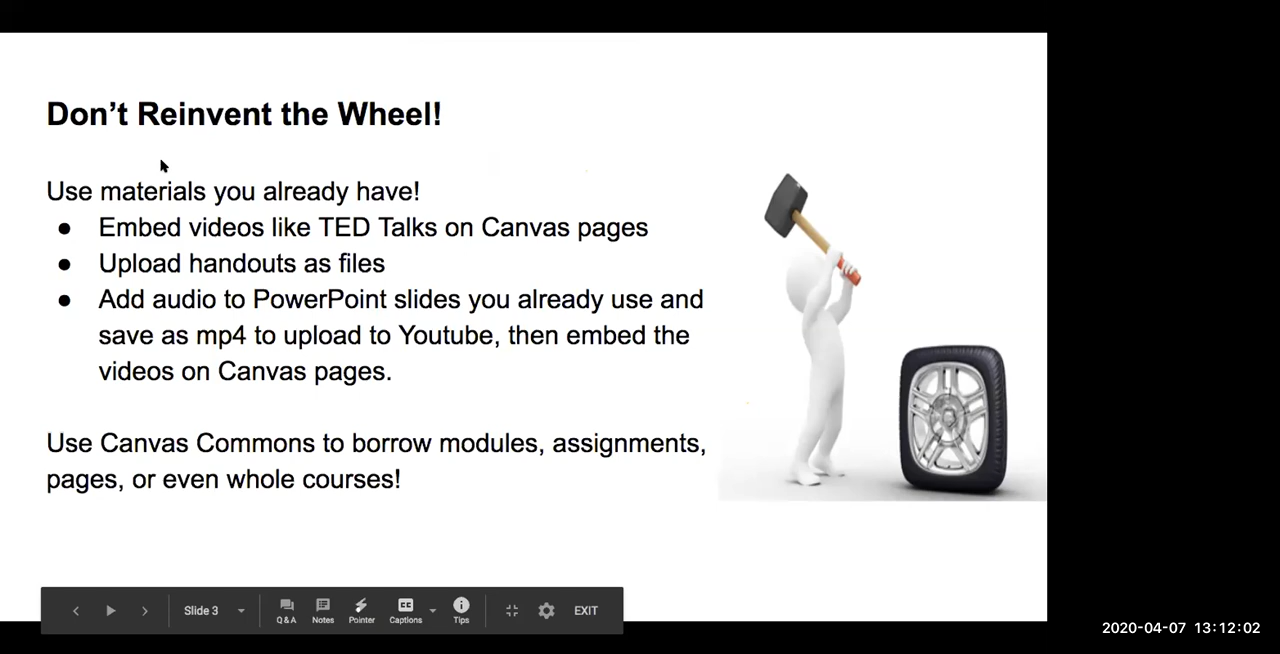 Don’t Reinvent the Wheel!
Use materials you already have!
● Embed videos like TED Talks on Canvas pages
● Upload handouts as files
● Add audio to PowerPoint slides you already use and
save as mp4 to upload to Youtube, then embed the
videos on Canvas pages.
Use Canvas Commons to borrow modules, assignments,
pages, or even whole courses!
Slide 3
Q & A
Notes
Pointer
CC
Captions
Tips
EXIT
2020-04-07 13:12:02